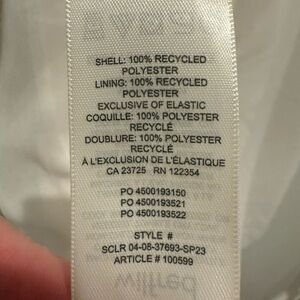 SHELL: 100% RECYCLED
POLYESTER
LINING: 100% RECYCLED
POLYESTER
EXCLUSIVE OF ELASTIC
COQUILLE: 100% POLYESTER
RECYCLÉ
DOUBLURE: 100% POLYESTER
RECYCLÉ
À L'EXCLUSION DE L'ÉLASTIQUE
CA 23725 RN 122354
PO 4500193150
PO 4500193521
PO 4500193522
STYLE #
SCLR 04-08-37693-SP23
ARTICLE # 100599
wilfred